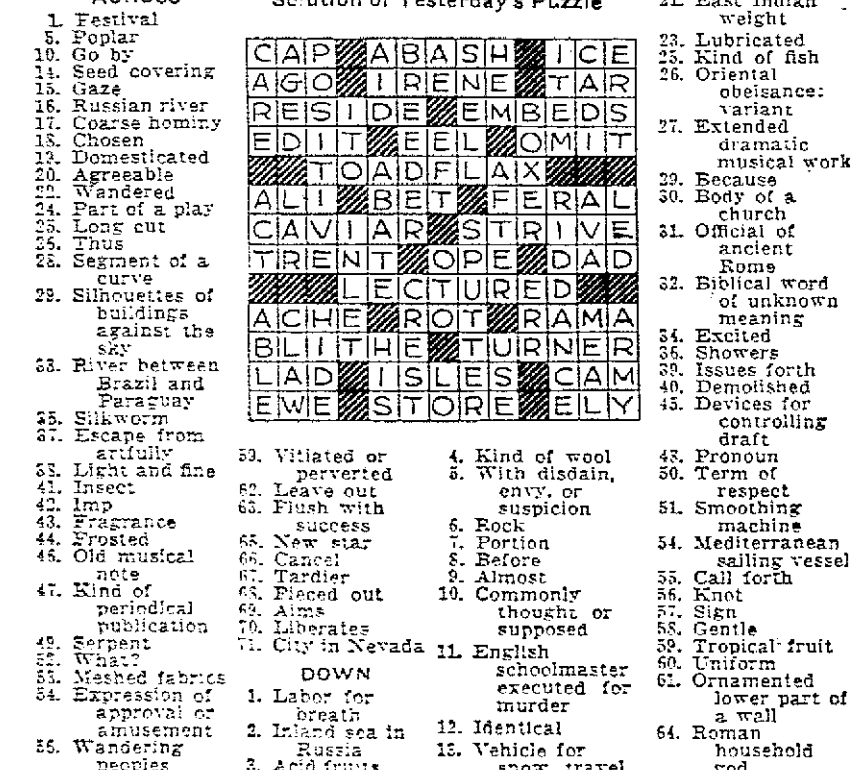 Solution of Yesterday's Puzzle
1. Festival
5. Poplar
10. Go by
14. Seed covering
15. Gaze
16. Russian river
17. Coarse hominy
18. Chosen
19. Domesticated
20. Agreeable
22. Wandered
24. Part of a play
25. Long cut
26. Thus
28. Segment of a
curve
29. Silhouettes of
buildings
against the
sky
33. River between
Brazil and
Paraguay
35. Silkworm
37. Escape from
artfully
38. Light and fine
41. Insect
42. Imp
43. Fragrance
44. Frosted
46. Old musical
note
47. Kind of
periodical
publication
49. Serpent
52. What?
53. Meshed fabrics
54. Expression of
approval or
amusement
56. Wandering
peoples
CAP ABASH ICE
AGO IRENE TAR
RESIDE EMBEDS
EDIT EEL OMIT
TOADFLAX
ALI BET FERAL
CAVIAR STRIVE
TRENT OPE DAD
LECTURED
ACHE ROT RAMA
BLITHE TURNER
LAD ISLES CAM
EWE STORE ELY
59. Vitiated or
perverted
62. Leave out
63. Flush with
success
65. New star
66. Cancel
67. Tardier
68. Pieced out
69. Aims
70. Liberates
71. City in Nevada
DOWN
1. Labor for
breath
2. Inland sea in
Russia
3. Acid fruits
4. Kind of wool
5. With disdain,
envy, or
suspicion
6. Rock
7. Portion
8. Before
9. Almost
10. Commonly
thought or
supposed
11. English
schoolmaster
executed for
murder
12. Identical
13. Vehicle for
snow travel
21. East Indian
weight
23. Lubricated
25. Kind of fish
26. Oriental
obeisance:
variant
27. Extended
dramatic
musical work
29. Because
30. Body of a
church
31. Official of
ancient
Rome
32. Biblical word
of unknown
meaning
34. Excited
36. Showers
39. Issues forth
40. Demolished
45. Devices for
controlling
draft
48. Pronoun
50. Term of
respect
51. Smoothing
machine
54. Mediterranean
sailing vessel
55. Call forth
56. Knot
57. Sign
58. Gentle
59. Tropical fruit
60. Uniform
61. Ornamented
lower part of
a wall
64. Roman
household
god